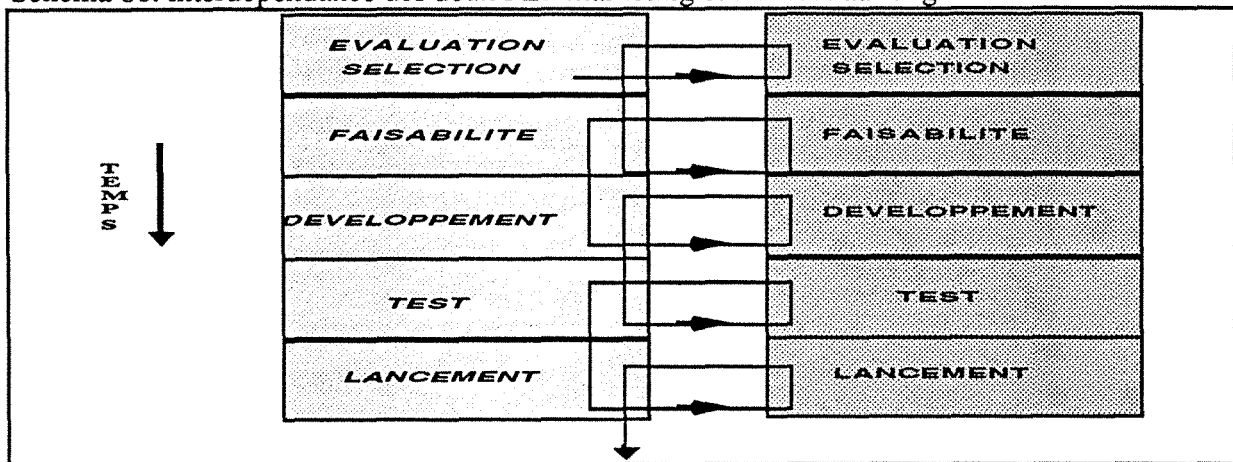 TEMPS
EVALUATION
SELECTION
FAISABILITE
DEVELOPPEMENT
TEST
LANCEMENT
EVALUATION
SELECTION
FAISABILITE
DEVELOPPEMENT
TEST
LANCEMENT